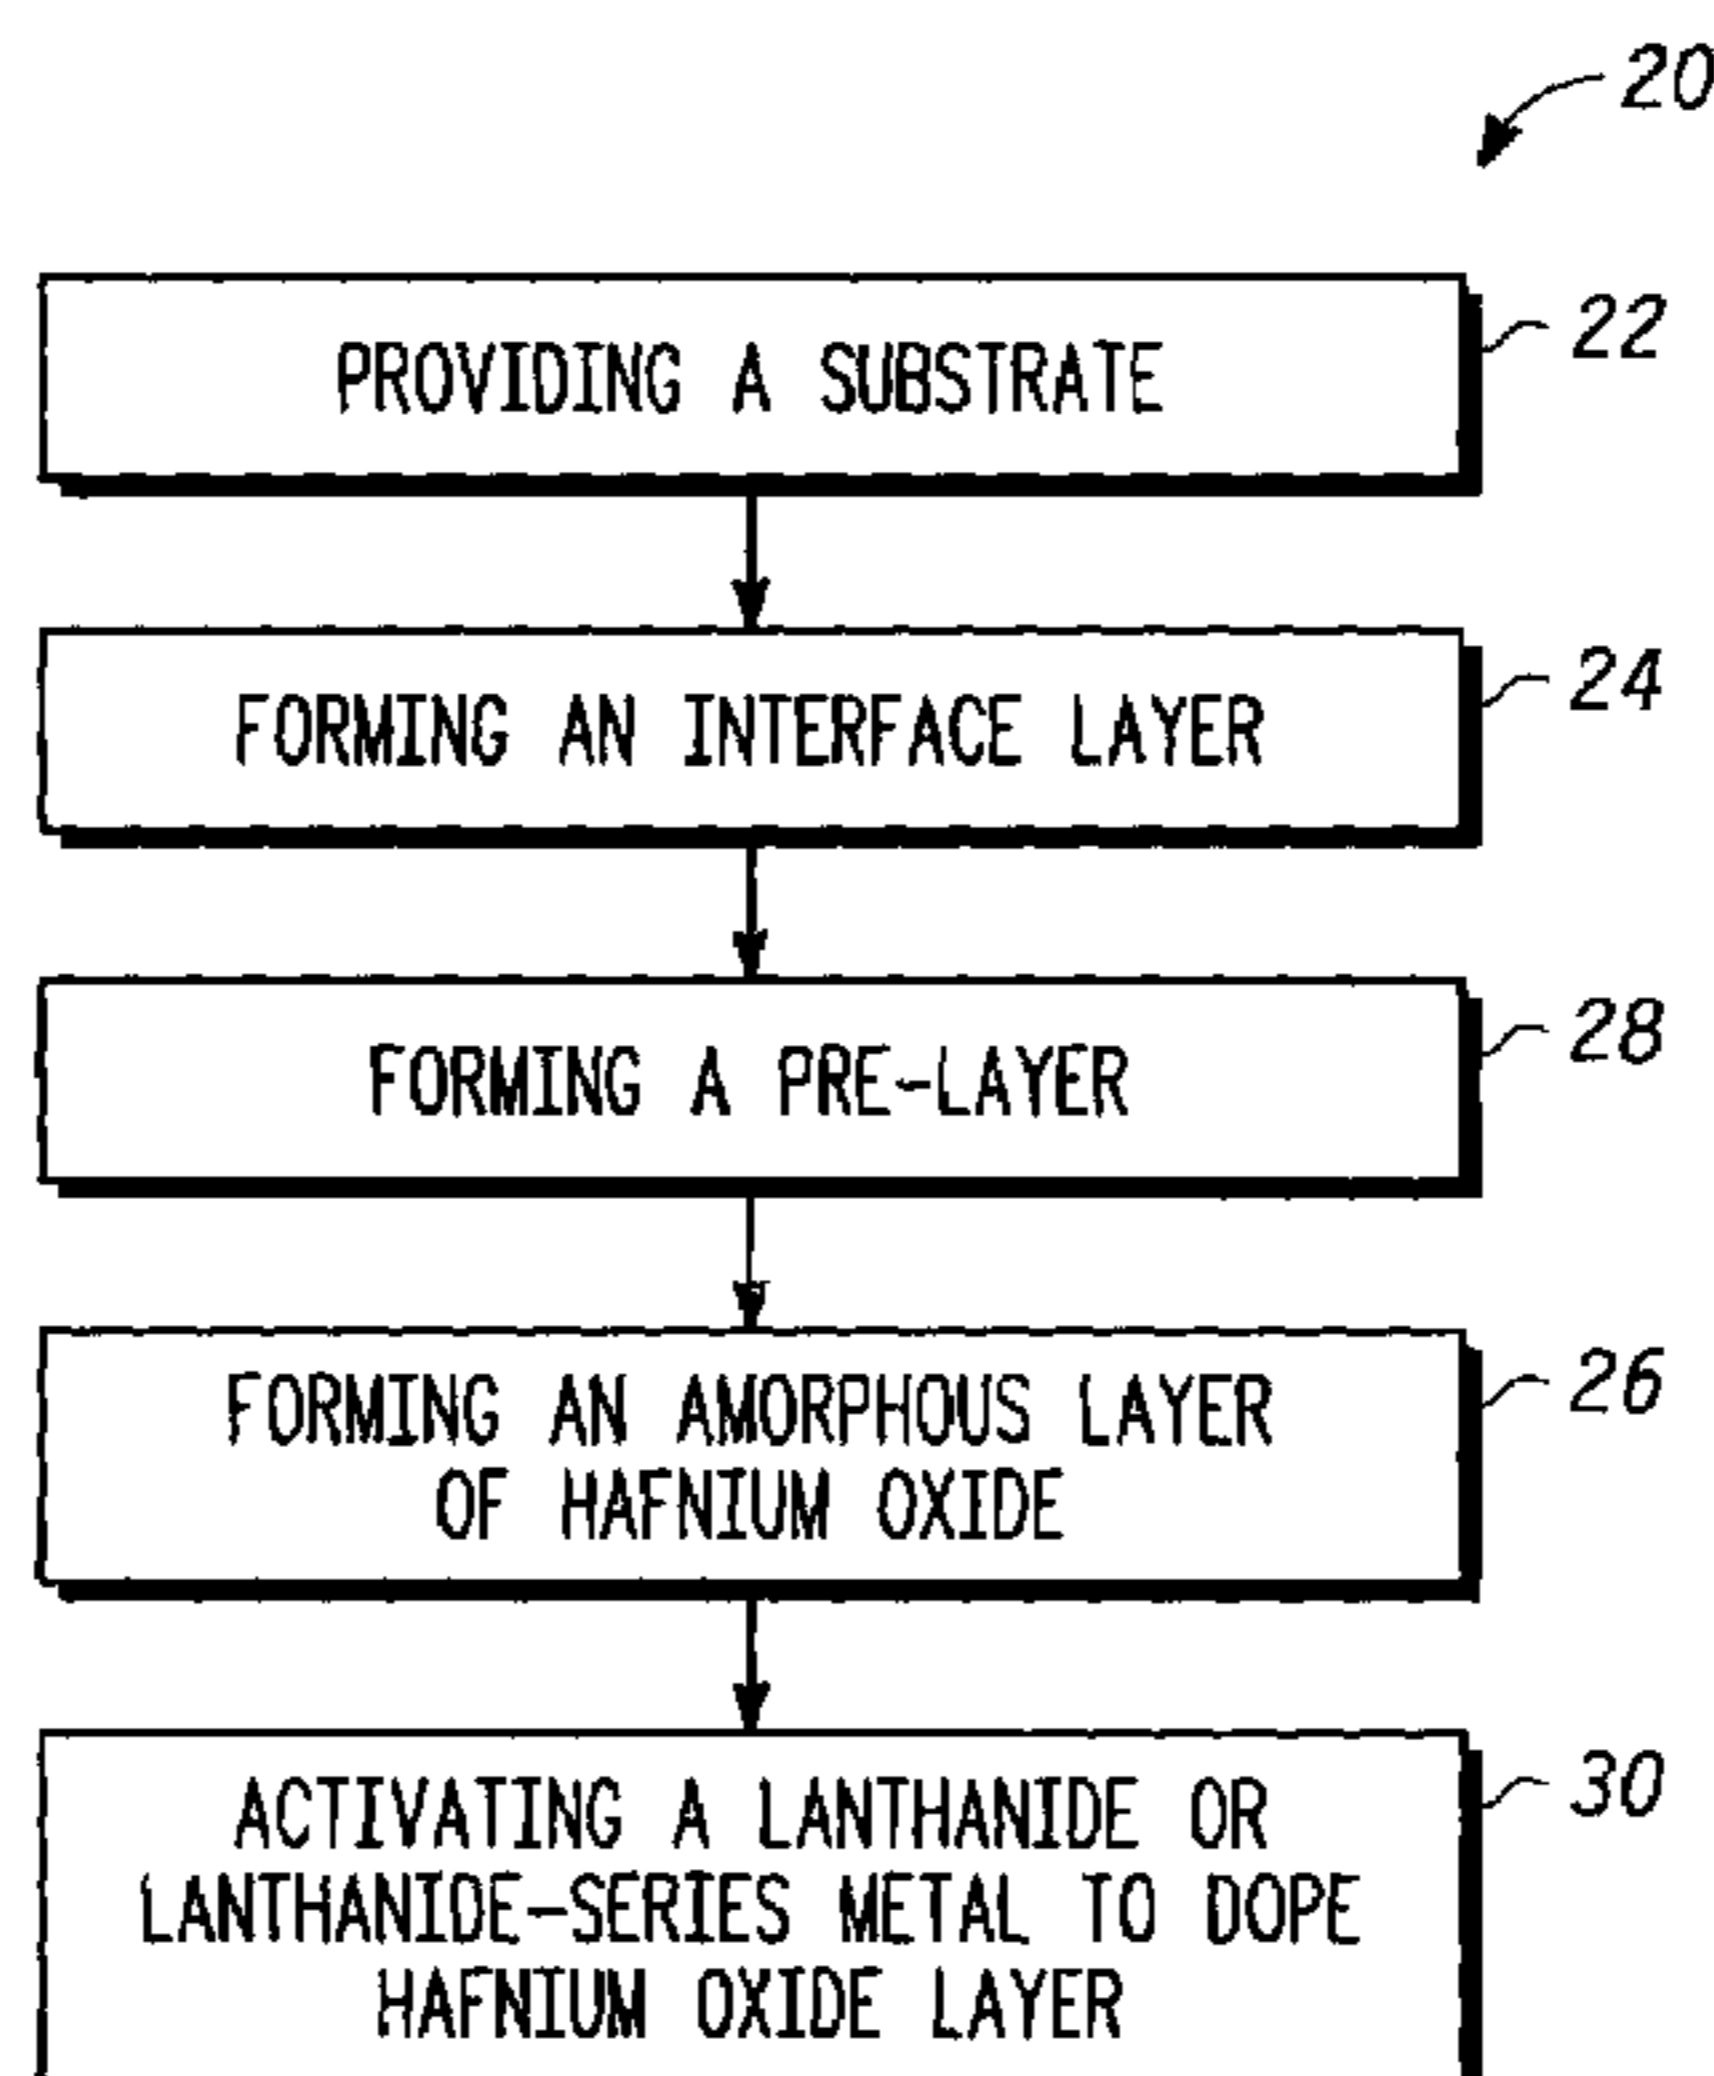 20
PROVIDING A SUBSTRATE
22
FORMING AN INTERFACE LAYER
24
FORMING A PRE-LAYER
28
FORMING AN AMORPHOUS LAYER
OF HAFNIUM OXIDE
26
ACTIVATING A LANTHANIDE OR
LANTHANIDE-SERIES METAL TO DOPE
HAFNIUM OXIDE LAYER
30